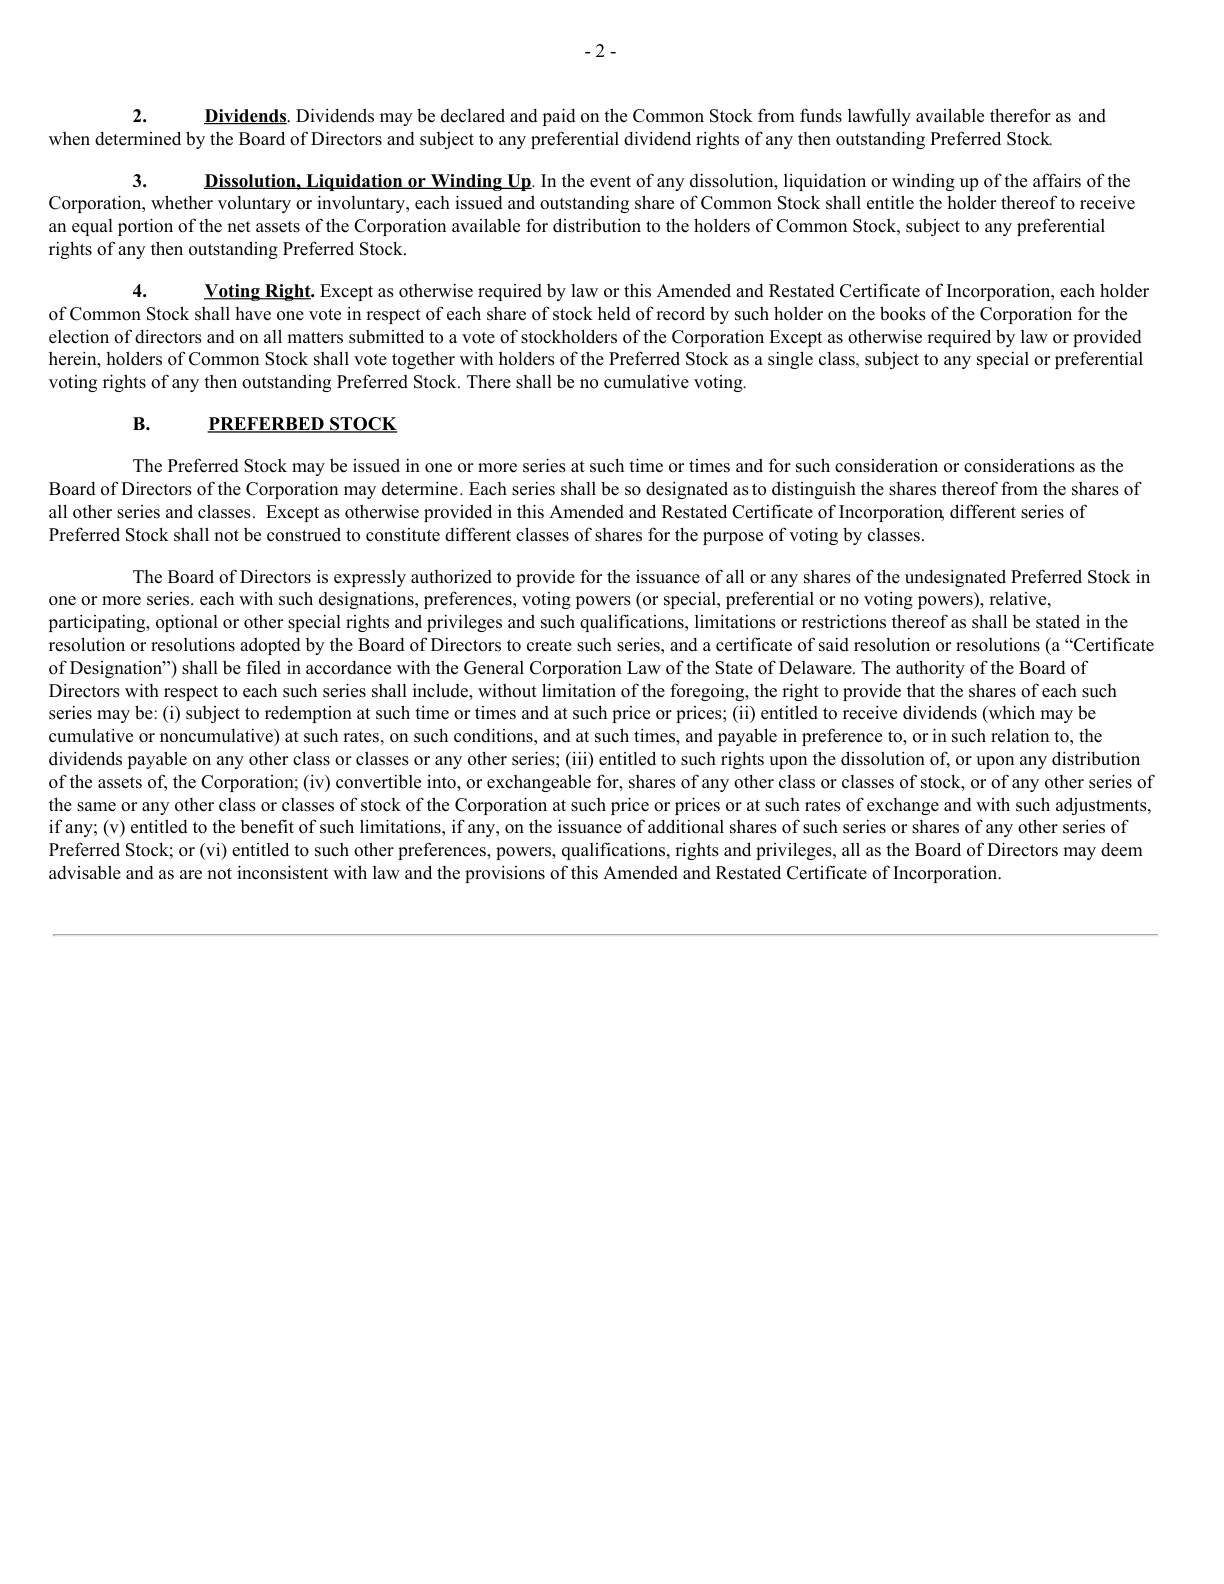 - 2 -
2. Dividends. Dividends may be declared and paid on the Common Stock from funds lawfully available therefor as and
when determined by the Board of Directors and subject to any preferential dividend rights of any then outstanding Preferred Stock.
3. Dissolution, Liquidation or Winding Up. In the event of any dissolution, liquidation or winding up of the affairs of the
Corporation, whether voluntary or involuntary, each issued and outstanding share of Common Stock shall entitle the holder thereof to receive
an equal portion of the net assets of the Corporation available for distribution to the holders of Common Stock, subject to any preferential
rights of any then outstanding Preferred Stock.
4. Voting Right. Except as otherwise required by law or this Amended and Restated Certificate of Incorporation, each holder
of Common Stock shall have one vote in respect of each share of stock held of record by such holder on the books of the Corporation for the
election of directors and on all matters submitted to a vote of stockholders of the Corporation Except as otherwise required by law or provided
herein, holders of Common Stock shall vote together with holders of the Preferred Stock as a single class, subject to any special or preferential
voting rights of any then outstanding Preferred Stock. There shall be no cumulative voting.
B. PREFERBED STOCK
The Preferred Stock may be issued in one or more series at such time or times and for such consideration or considerations as the
Board of Directors of the Corporation may determine. Each series shall be so designated as to distinguish the shares thereof from the shares of
all other series and classes. Except as otherwise provided in this Amended and Restated Certificate of Incorporation, different series of
Preferred Stock shall not be construed to constitute different classes of shares for the purpose of voting by classes.
The Board of Directors is expressly authorized to provide for the issuance of all or any shares of the undesignated Preferred Stock in
one or more series. each with such designations, preferences, voting powers (or special, preferential or no voting powers), relative,
participating, optional or other special rights and privileges and such qualifications, limitations or restrictions thereof as shall be stated in the
resolution or resolutions adopted by the Board of Directors to create such series, and a certificate of said resolution or resolutions (a “Certificate
of Designation”) shall be filed in accordance with the General Corporation Law of the State of Delaware. The authority of the Board of
Directors with respect to each such series shall include, without limitation of the foregoing, the right to provide that the shares of each such
series may be: (i) subject to redemption at such time or times and at such price or prices; (ii) entitled to receive dividends (which may be
cumulative or noncumulative) at such rates, on such conditions, and at such times, and payable in preference to, or in such relation to, the
dividends payable on any other class or classes or any other series; (iii) entitled to such rights upon the dissolution of, or upon any distribution
of the assets of, the Corporation; (iv) convertible into, or exchangeable for, shares of any other class or classes of stock, or of any other series of
the same or any other class or classes of stock of the Corporation at such price or prices or at such rates of exchange and with such adjustments,
if any; (v) entitled to the benefit of such limitations, if any, on the issuance of additional shares of such series or shares of any other series of
Preferred Stock; or (vi) entitled to such other preferences, powers, qualifications, rights and privileges, all as the Board of Directors may deem
advisable and as are not inconsistent with law and the provisions of this Amended and Restated Certificate of Incorporation.